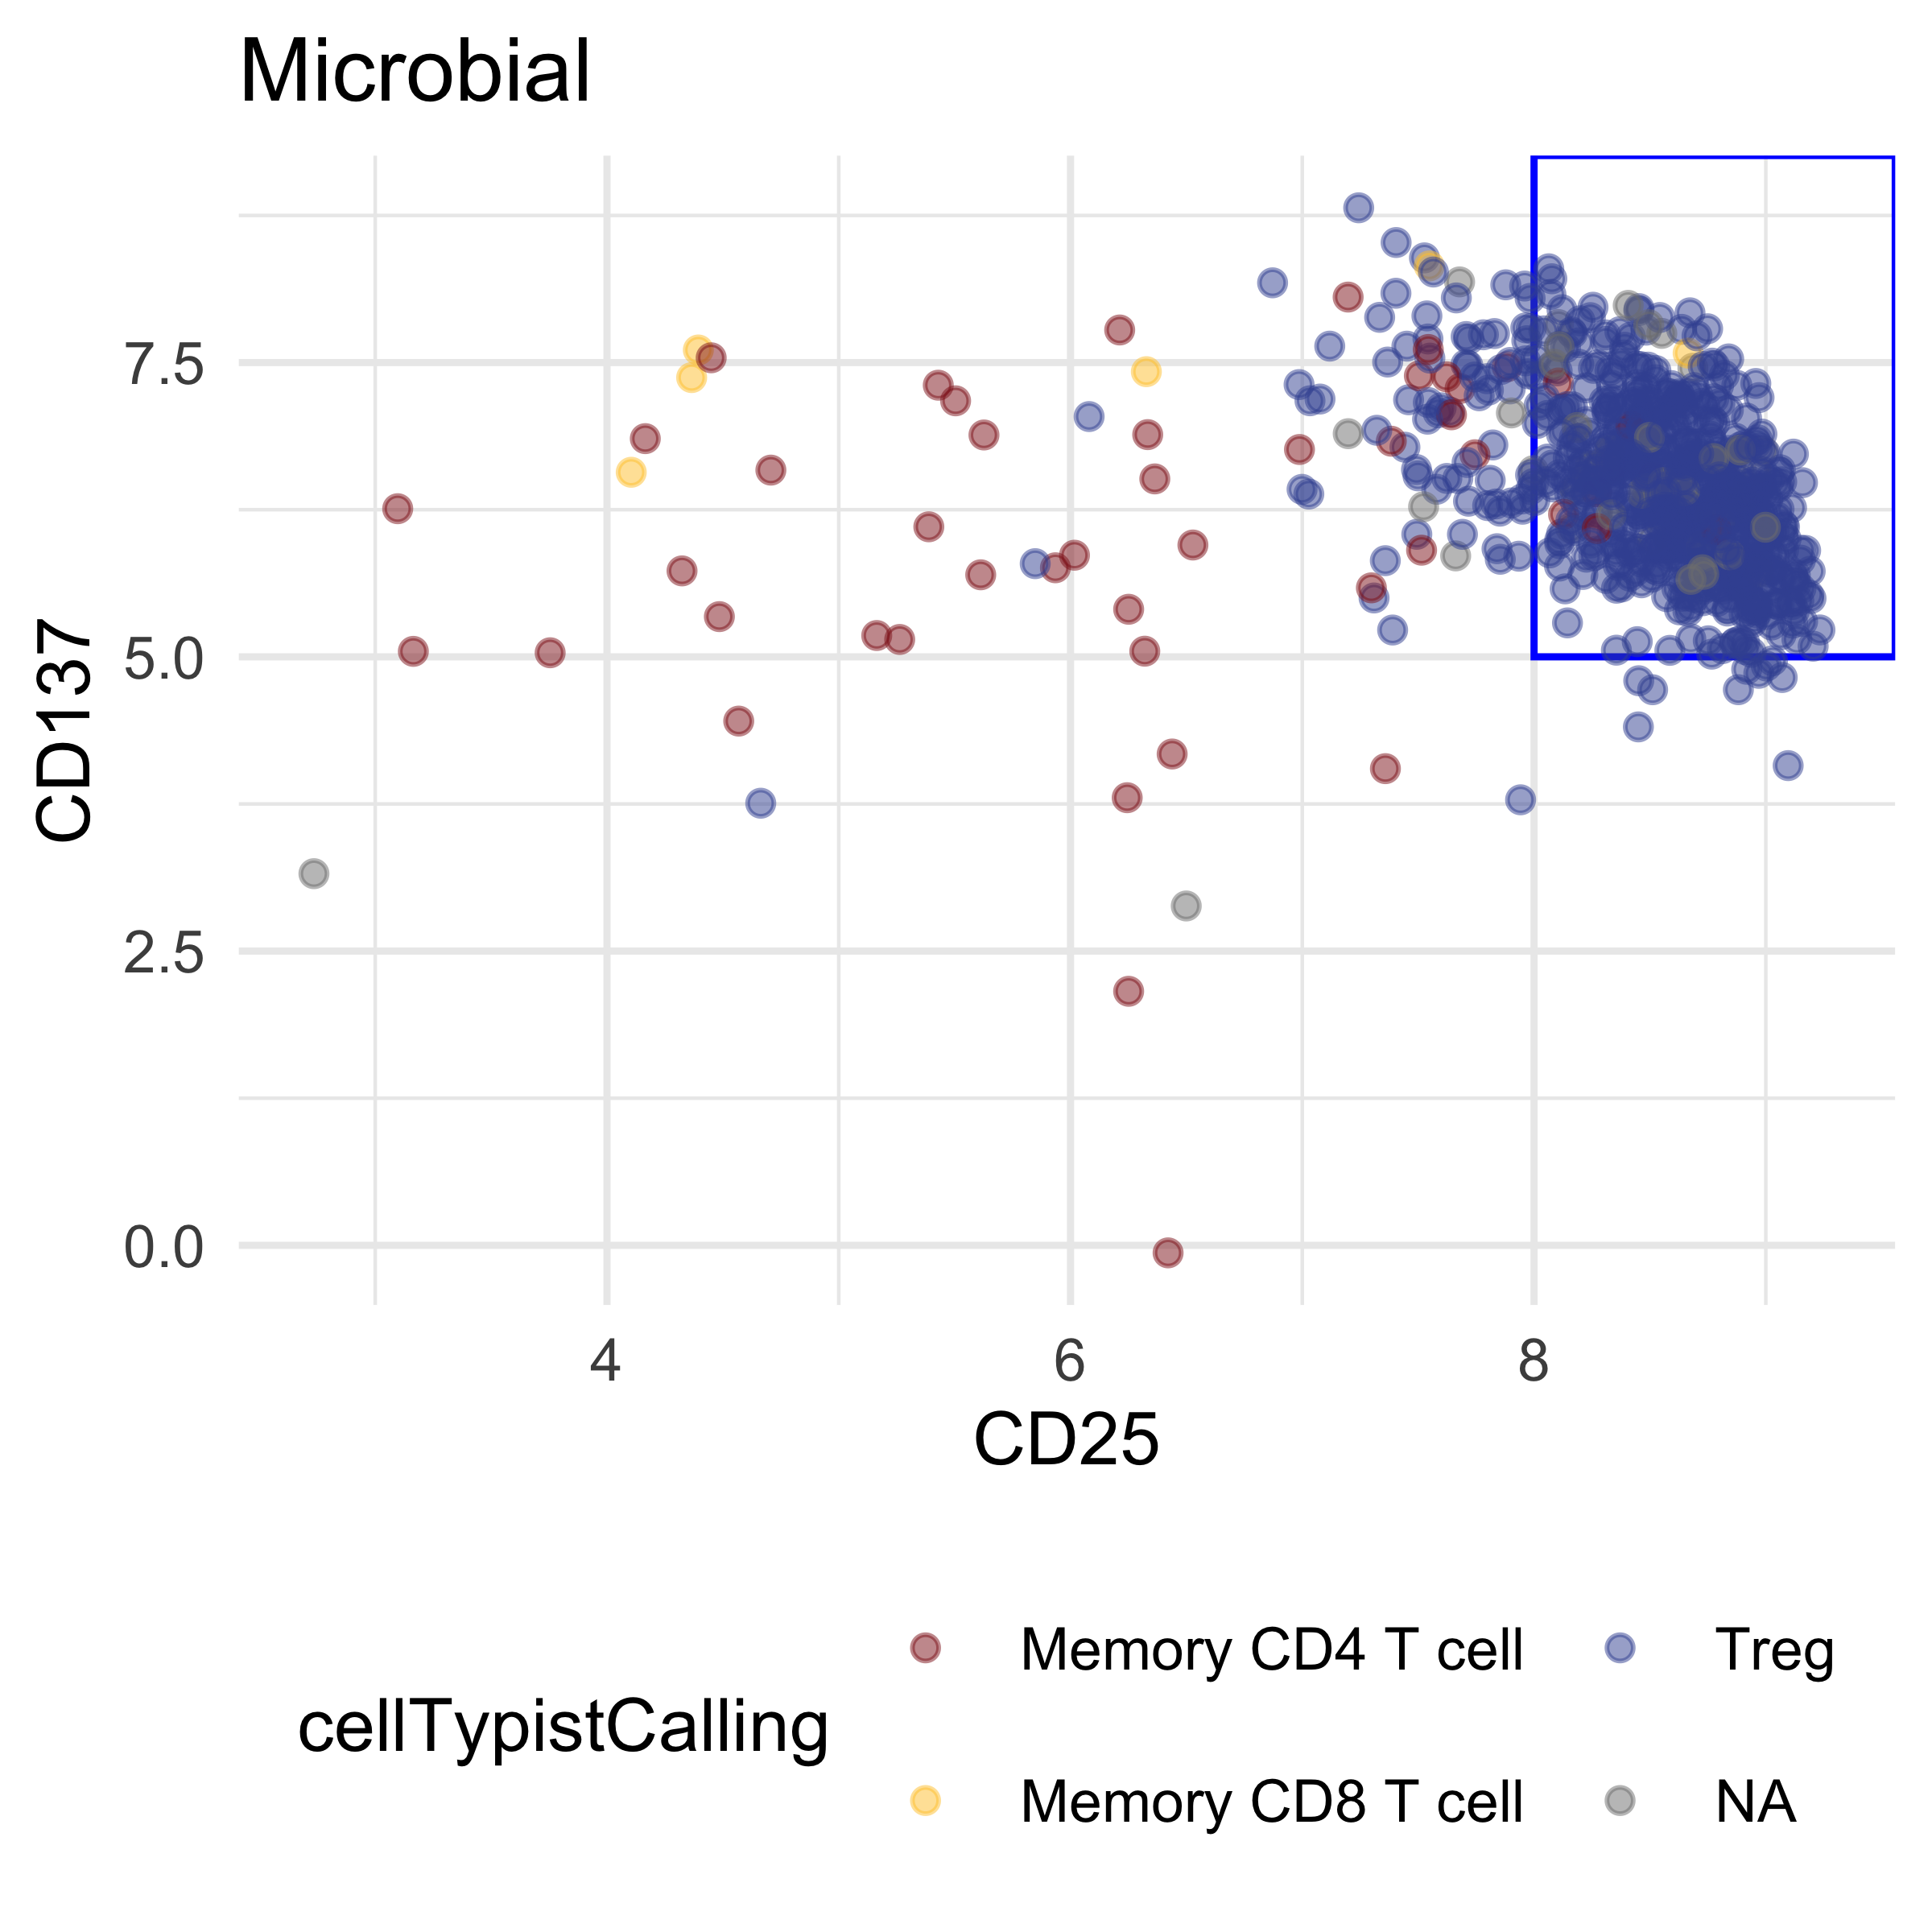 Microbial
CD137
7.5
5.0
2.5
0.0
4 6 8
CD25
cellTypistCalling
Memory CD4 T cell Treg
Memory CD8 T cell NA